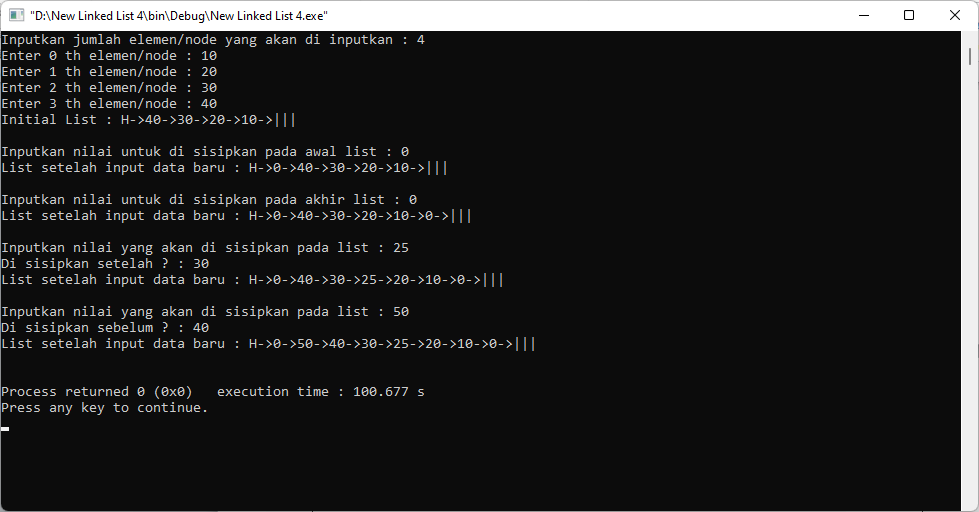 "D:\New Linked List 4\bin\Debug\New Linked List 4.exe"
Inputkan jumlah elemen/node yang akan di inputkan : 4
Enter 0 th elemen/node : 10
Enter 1 th elemen/node : 20
Enter 2 th elemen/node : 30
Enter 3 th elemen/node : 40
Initial List : H->40->30->20->10->|||
Inputkan nilai untuk di sisipkan pada awal list : 0
List setelah input data baru : H->0->40->30->20->10->|||
Inputkan nilai untuk di sisipkan pada akhir list : 0
List setelah input data baru : H->0->40->30->20->10->0->|||
Inputkan nilai yang akan di sisipkan pada list : 25
Di sisipkan setelah ? : 30
List setelah input data baru : H->0->40->30->25->20->10->0->|||
Inputkan nilai yang akan di sisipkan pada list : 50
Di sisipkan sebelum ? : 40
List setelah input data baru : H->0->50->40->30->25->20->10->0->|||
Process returned 0 (0x0)   execution time : 100.677 s
Press any key to continue.